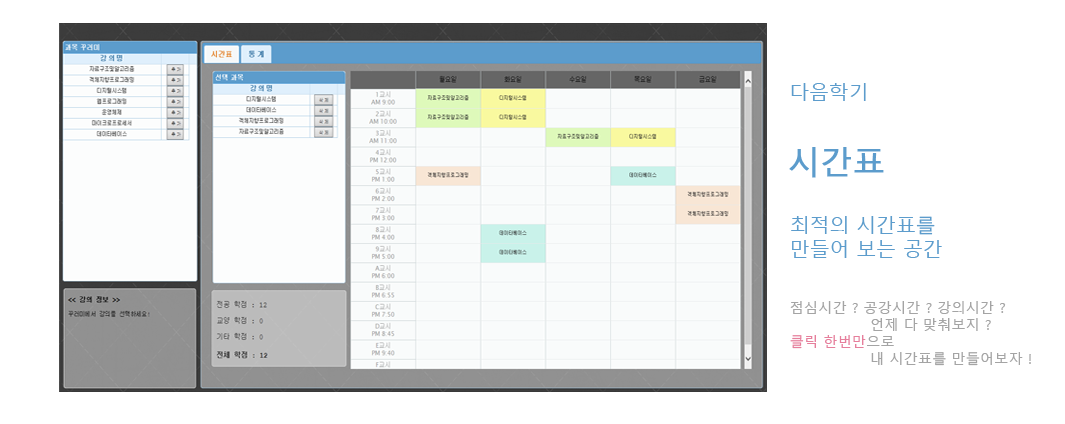 과목 꾸러미
강 의 명
자료구조및알고리즘
객체지향프로그래밍
디지털시스템
웹프로그래밍
운영체제
마이크로프로세서
데이터베이스
<< 강의 정보 >>
꾸러미에서 강의를 선택하세요!
시간표
통 계
선택 과목
강 의 명
디지털시스템
데이터베이스
객체지향프로그래밍
자료구조및알고리즘
전공 학점 : 12
교양 학점 : 0
기타 학점 : 0
전체 학점 : 12
월요일 화요일 수요일 목요일 금요일
1교시
AM 9:00
자료구조및알고리즘 디지털시스템
2교시
AM 10:00
자료구조및알고리즘 디지털시스템
3교시
AM 11:00
자료구조및알고리즘 디지털시스템
4교시
PM 12:00
5교시
PM 1:00
객체지향프로그래밍 데이터베이스
6교시
PM 2:00
객체지향프로그래밍
7교시
PM 3:00
객체지향프로그래밍
8교시
PM 4:00
데이터베이스
9교시
PM 5:00
데이터베이스
A교시
PM 6:00
B교시
PM 6:55
C교시
PM 7:50
D교시
PM 8:45
E교시
PM 9:40
F교시
다음학기
시간표
최적의 시간표를
만들어 보는 공간
점심시간 ? 공강시간 ? 강의시간 ?
언제 다 맞춰보지 ?
클릭 한번만으로
내 시간표를 만들어보자 !